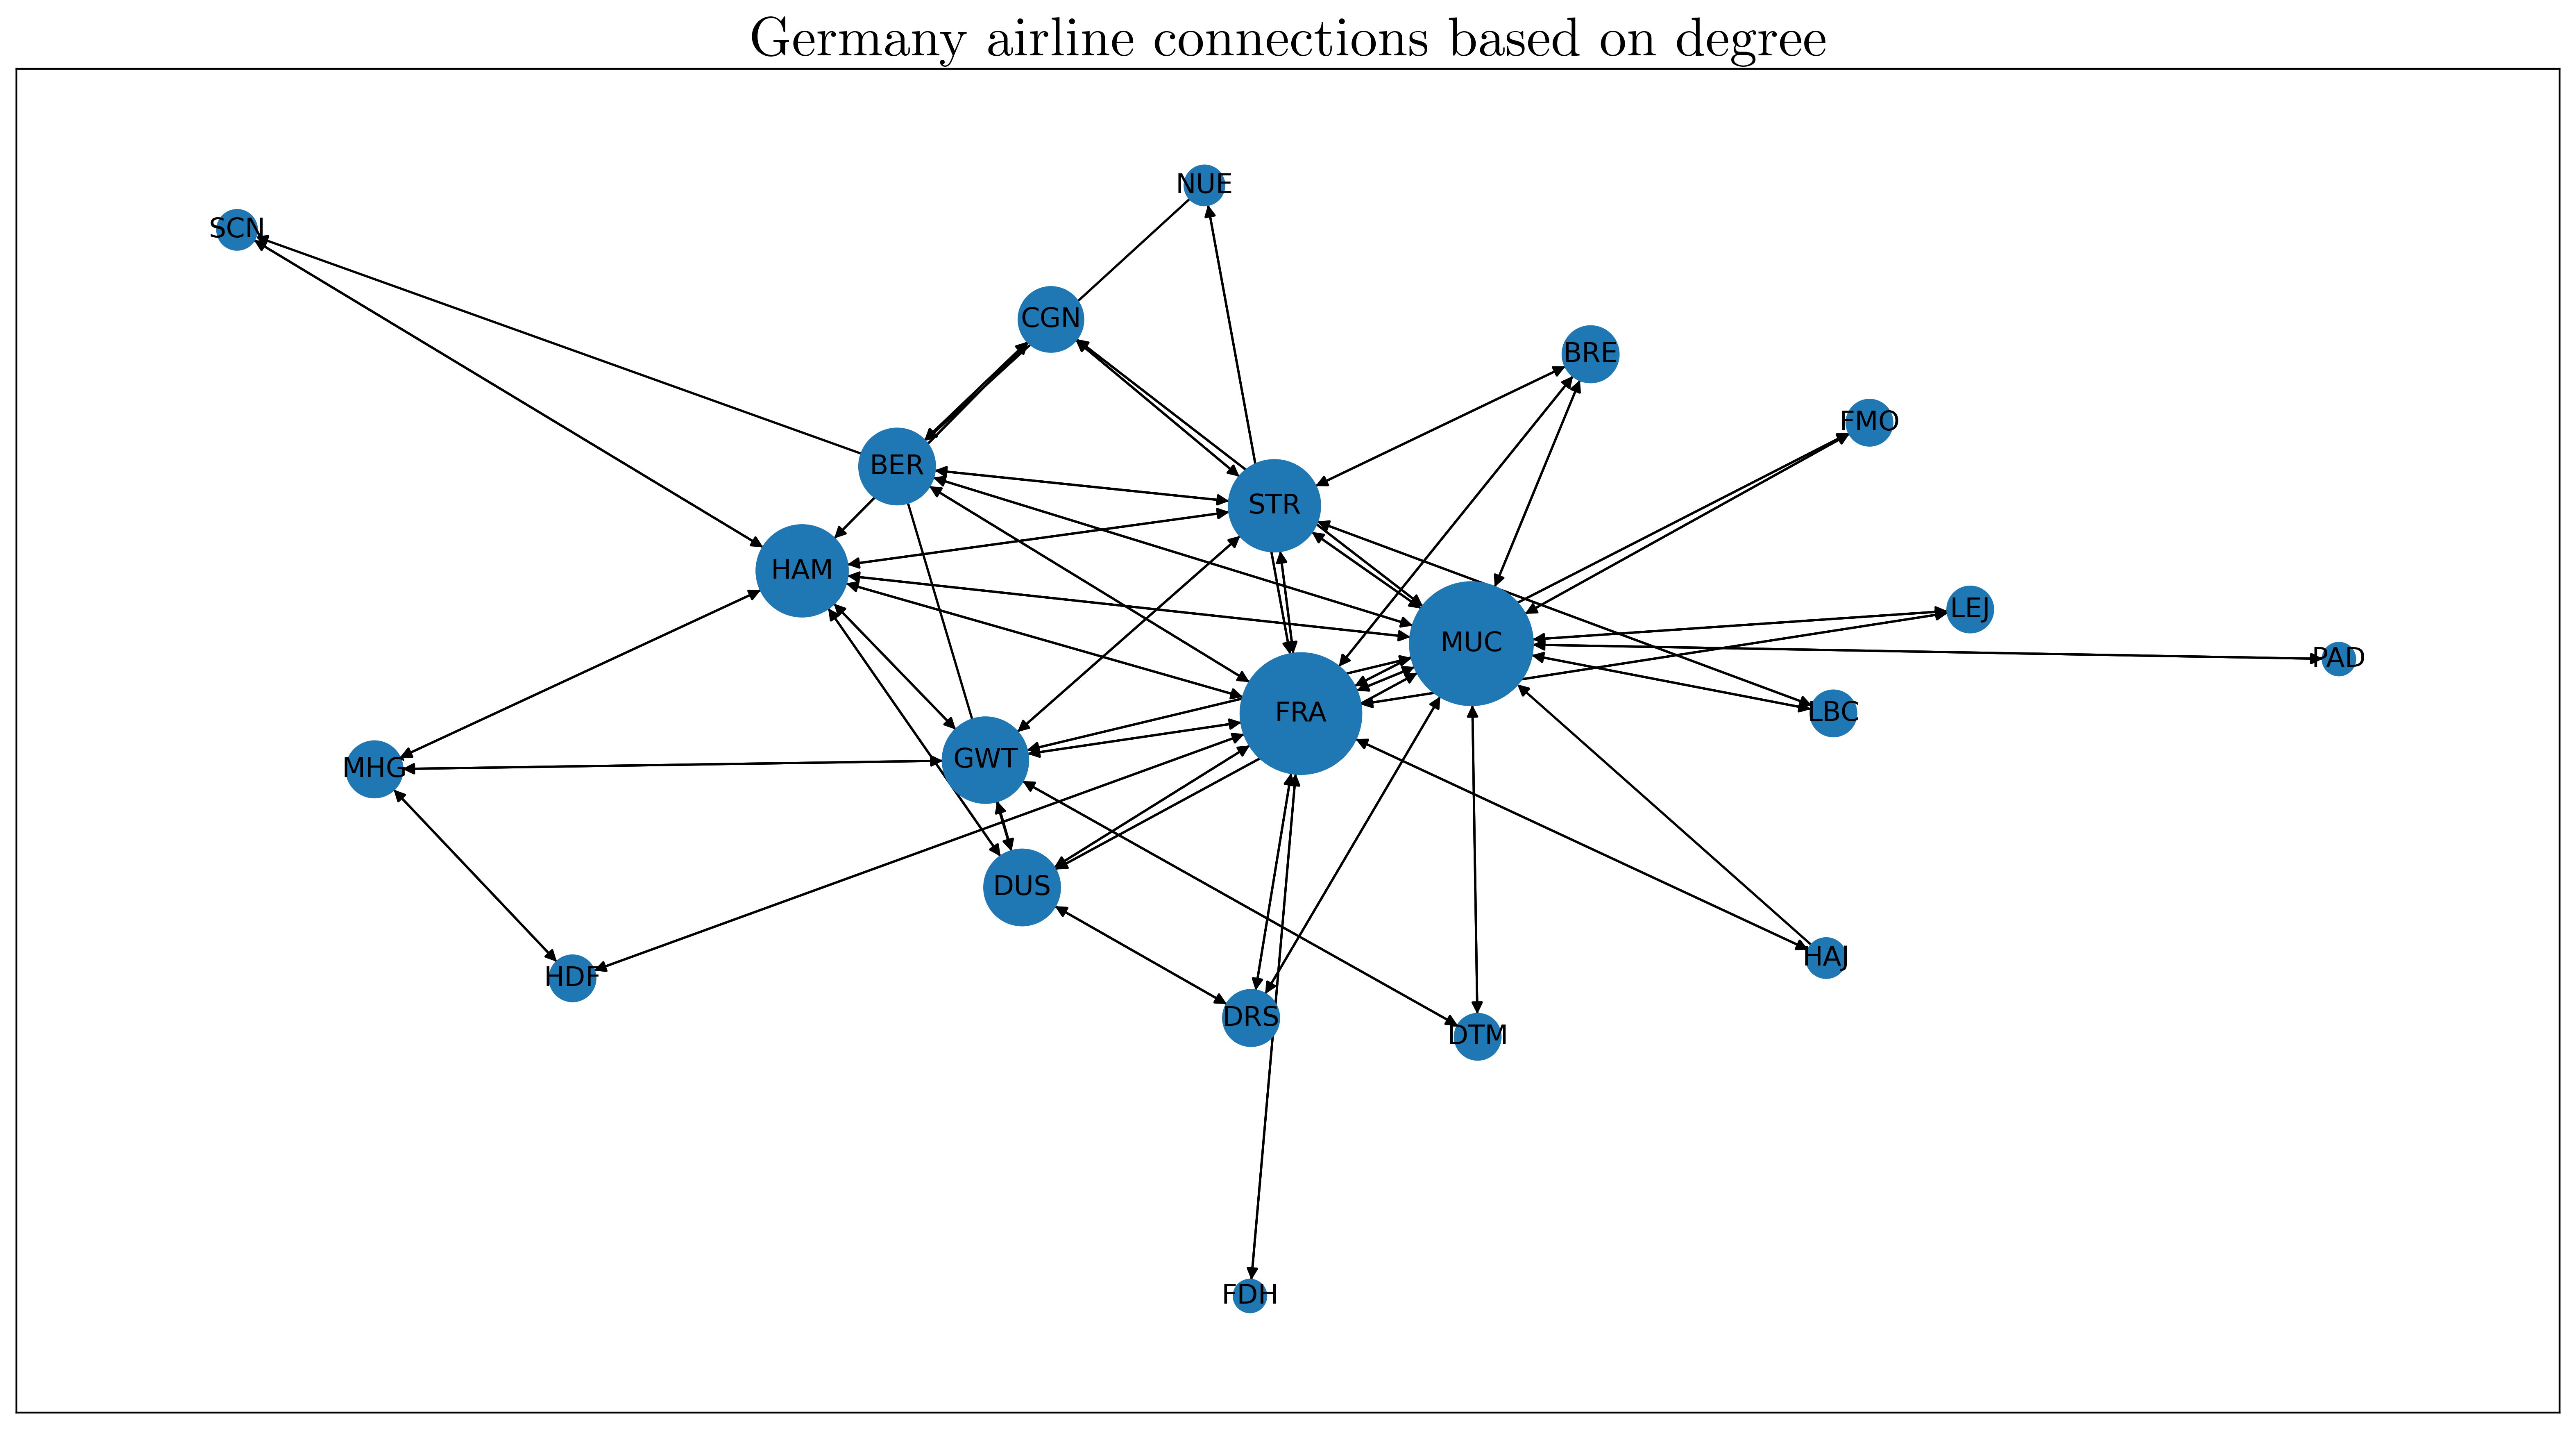 Germany airline connections based on degree
NUE
SCN
CGN
BRE
FMO
BER
STR
HAM
LEJ
MUC
PAD
FRA
LBC
GWT
MHG
DUS
HAJ
HDF
DRS
DTM
FDH